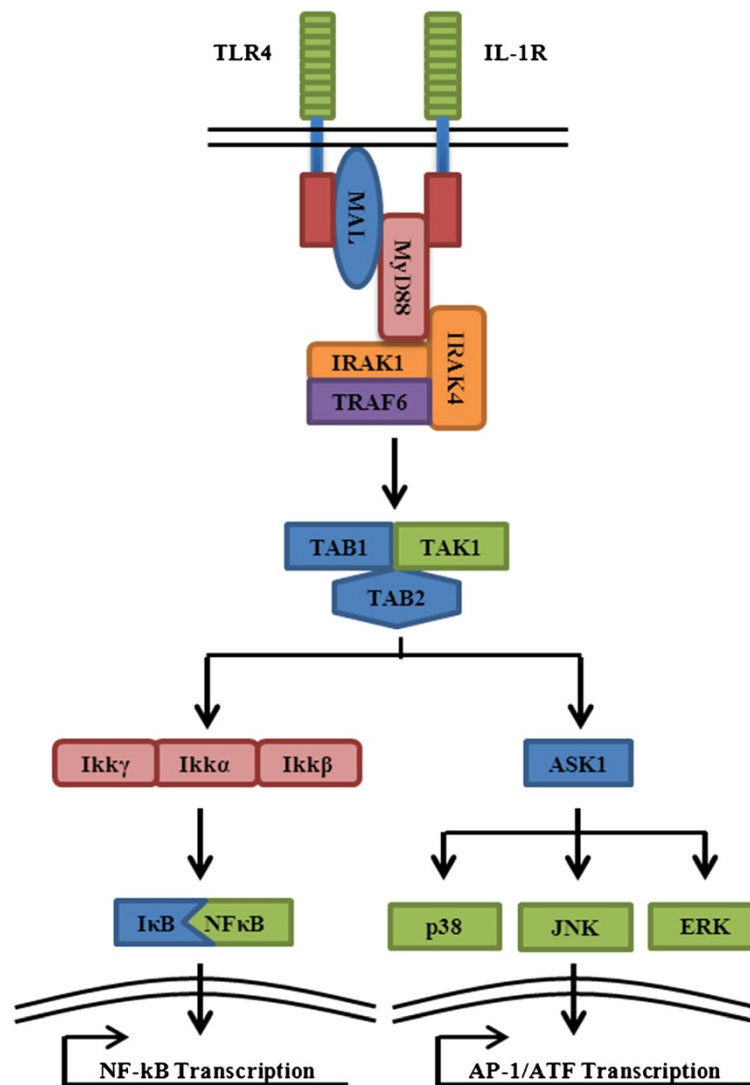 TLR4 IL-1R
MAL
MyD88
IRAK4
IRAK1
TRAF6
TAB1 TAK1
TAB2
Ikkγ Ikkα Ikkβ
ASK1
IκB NFκB
p38 JNK ERK
NF-kB Transcription
AP-1/ATF Transcription